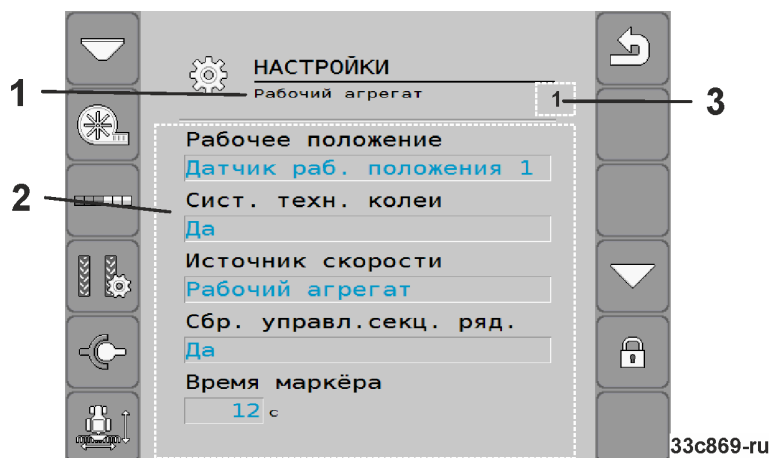 НАСТРОЙКИ
1 Рабочий агрегат 1 3
Рабочее положение
Датчик раб. положения 1
2 Сист. техн. колеи
Да
Источник скорости
Рабочий агрегат
Сбр. управл.секц. ряд.
Да
Время маркёра
12 с
33c869-ru